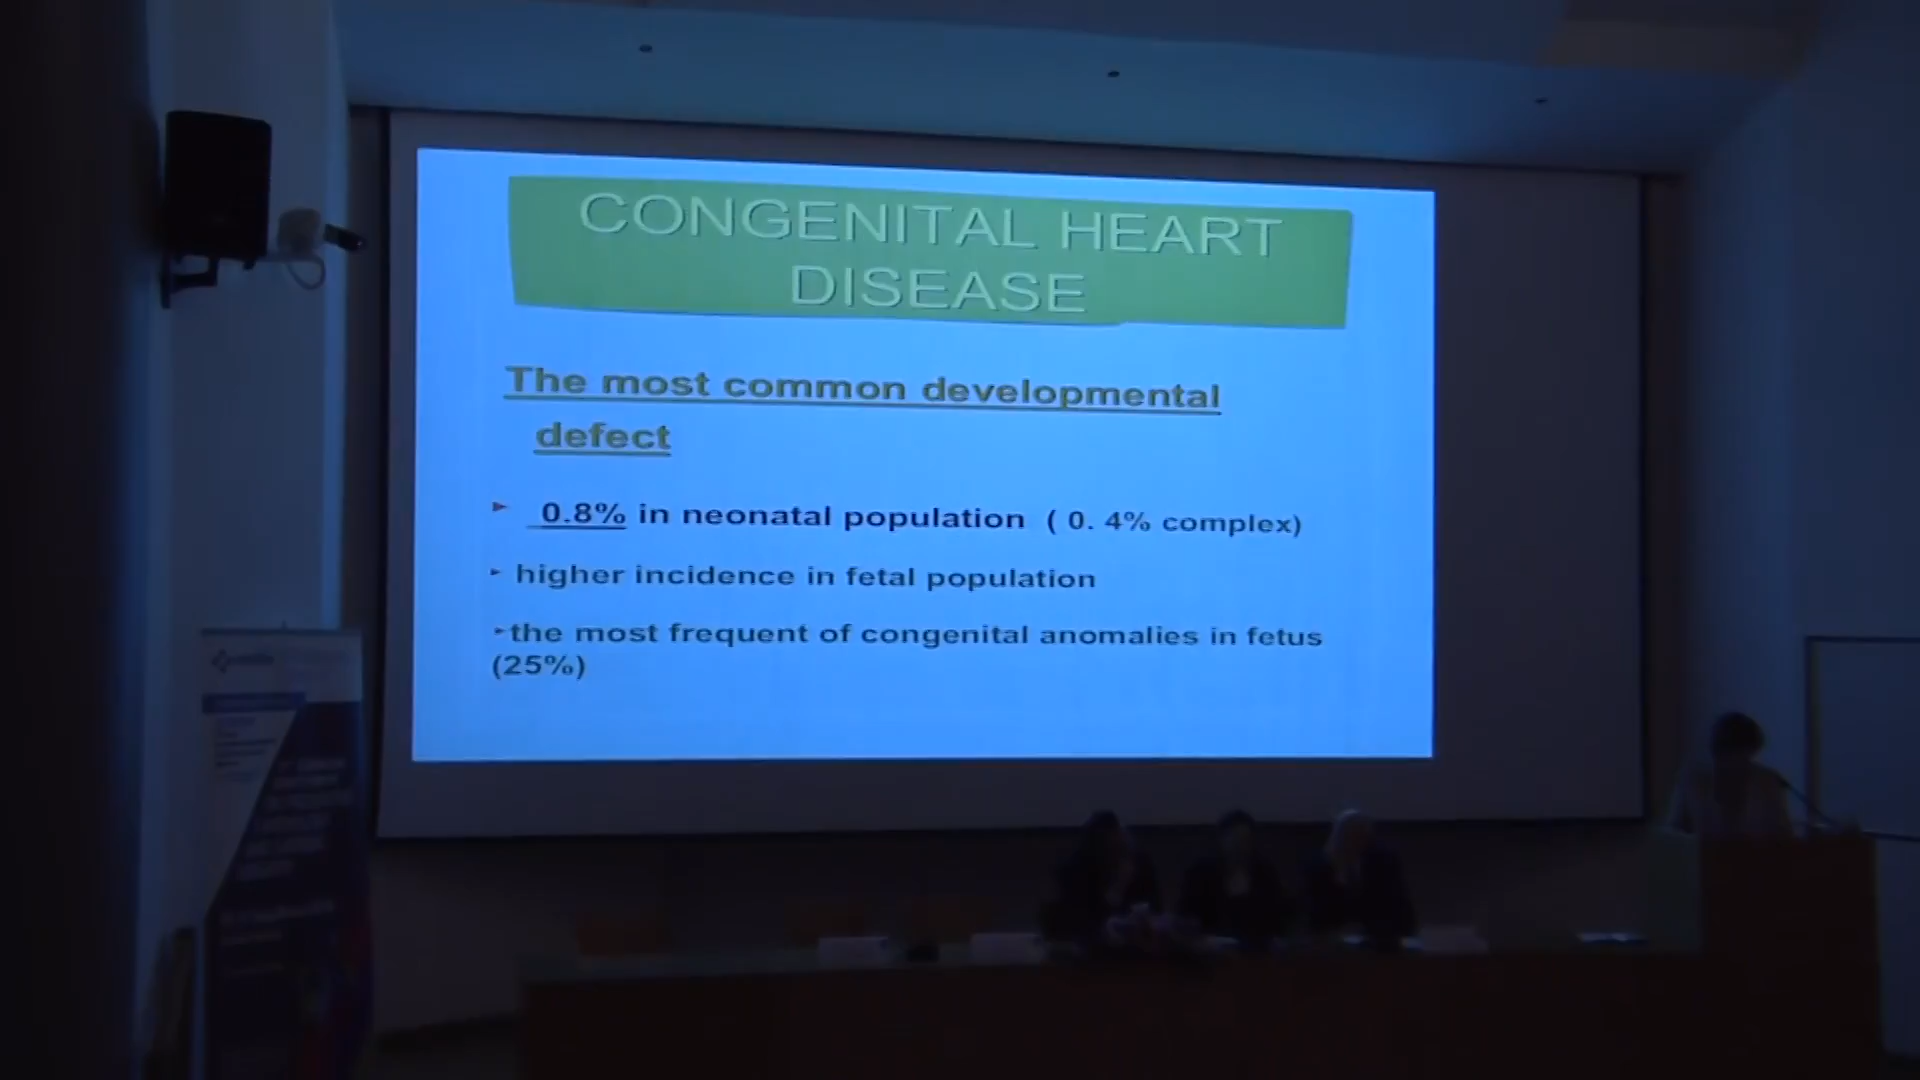 CONGENITAL HEART
DISEASE
The most common developmental
defect
0.8% in neonatal population ( 0. 4% complex)
higher incidence in fetal population
the most frequent of congenital anomalies in fetus
(25%)